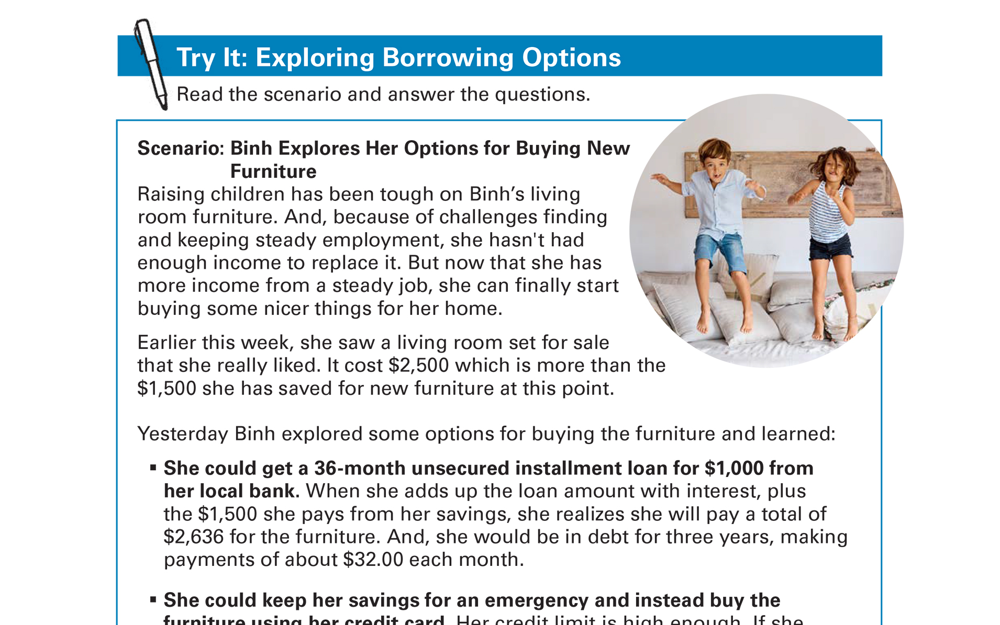 Try It: Exploring Borrowing Options
Read the scenario and answer the questions.
Scenario: Binh Explores Her Options for Buying New
Furniture
Raising children has been tough on Binh’s living
room furniture. And, because of challenges finding
and keeping steady employment, she hasn't had
enough income to replace it. But now that she has
more income from a steady job, she can finally start
buying some nicer things for her home.
Earlier this week, she saw a living room set for sale
that she really liked. It cost $2,500 which is more than the
$1,500 she has saved for new furniture at this point.
Yesterday Binh explored some options for buying the furniture and learned:
▪ She could get a 36-month unsecured installment loan for $1,000 from
her local bank. When she adds up the loan amount with interest, plus
the $1,500 she pays from her savings, she realizes she will pay a total of
$2,636 for the furniture. And, she would be in debt for three years, making
payments of about $32.00 each month.
▪ She could keep her savings for an emergency and instead buy the
furniture using her credit card. Her credit limit is high enough. If she